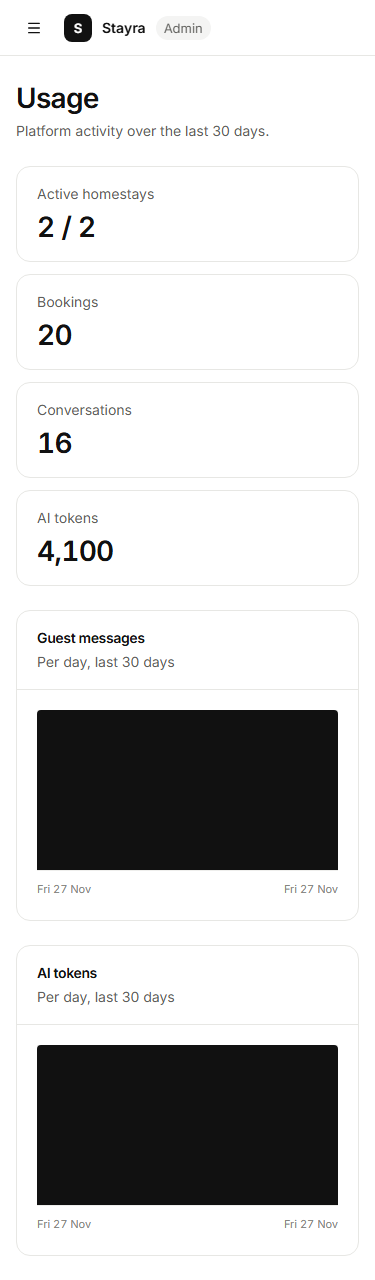 S Stayra Admin
Usage
Platform activity over the last 30 days.
Active homestays
2 / 2
Bookings
20
Conversations
16
AI tokens
4,100
Guest messages
Per day, last 30 days
Fri 27 Nov Fri 27 Nov
AI tokens
Per day, last 30 days
Fri 27 Nov Fri 27 Nov